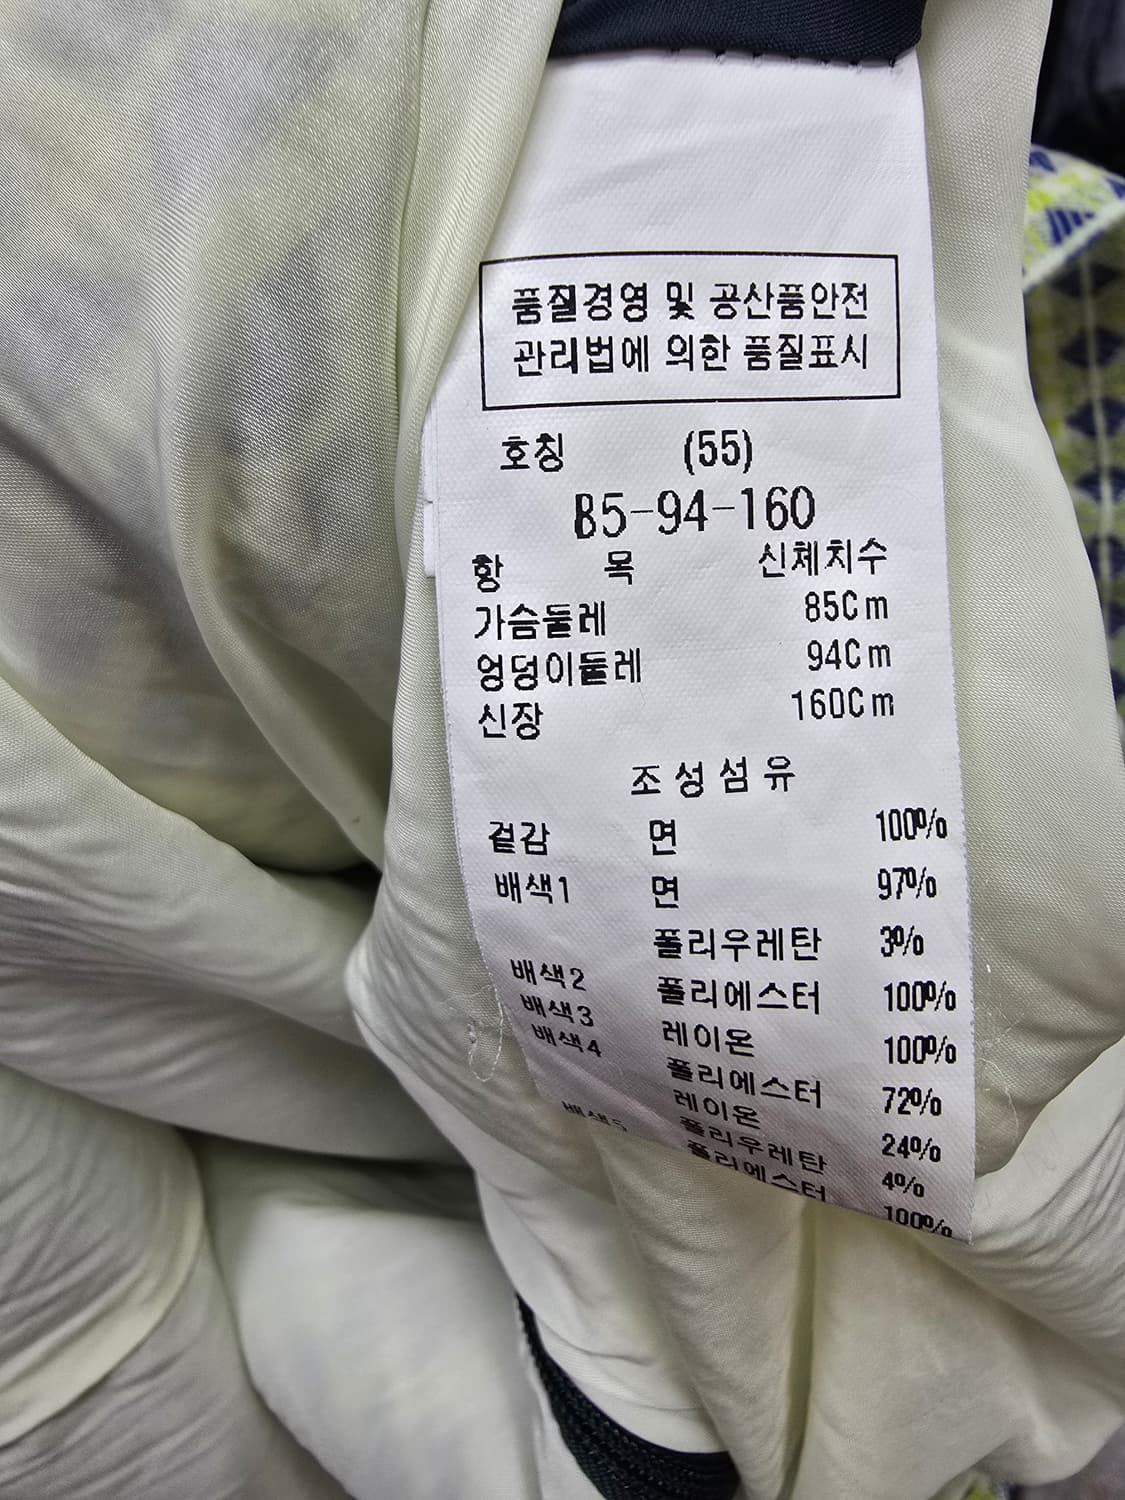 품질경영 및 공산품안전
관리법에 의한 품질표시
호칭 (55)
85-94-160
항 목 신체치수
가슴둘레 85Cm
엉덩이둘레 94Cm
신장 160Cm
조성섬유
겉감 면 100%
배색1 면 97%
폴리우레탄 3%
배색2 폴리에스터 100%
배색3 레이온 100%
배색4 폴리에스터 72%
레이온 24%
폴리우레탄 4%
배색5 폴리에스터 100%